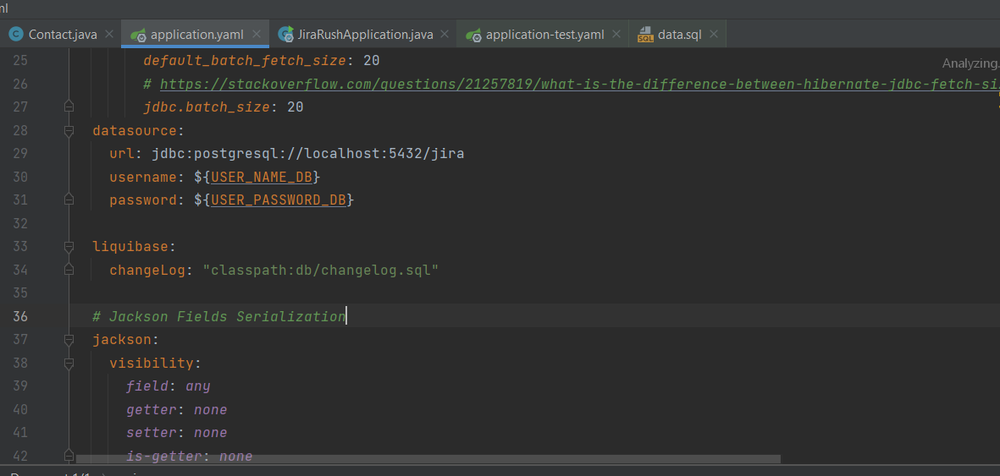 ml
Contact.java application.yaml JiraRushApplication.java application-test.yaml data.sql
25 default_batch_fetch_size: 20
Analyzing.
26 # https://stackoverflow.com/questions/21257819/what-is-the-difference-between-hibernate-jdbc-fetch-si
27 jdbc.batch_size: 20
28 datasource:
29 url: jdbc:postgresql://localhost:5432/jira
30 username: ${USER_NAME_DB}
31 password: ${USER_PASSWORD_DB}
32
33 liquibase:
34 changeLog: "classpath:db/changelog.sql"
35
36 # Jackson Fields Serialization
37 jackson:
38 visibility:
39 field: any
40 getter: none
41 setter: none
42 is-getter: none